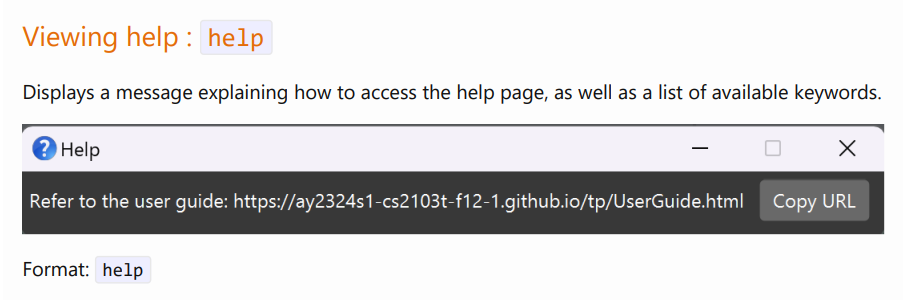 Viewing help : help
Displays a message explaining how to access the help page, as well as a list of available keywords.
Help
Refer to the user guide: https://ay2324s1-cs2103t-f12-1.github.io/tp/UserGuide.html Copy URL
Format: help